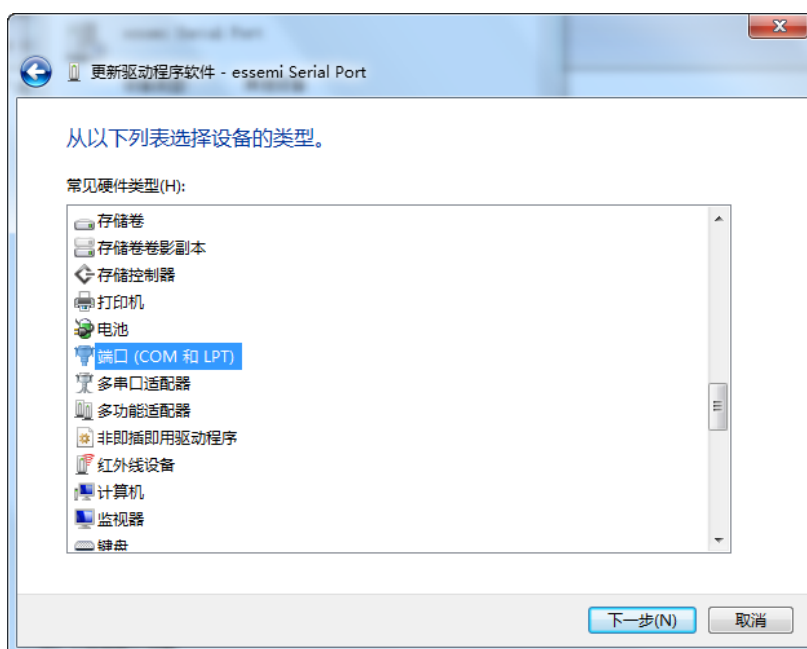 更新驱动程序软件 - essemi Serial Port
从以下列表选择设备的类型。
常见硬件类型(H):
存储卷
存储卷卷影副本
存储控制器
打印机
电池
端口 (COM 和 LPT)
多串口适配器
多功能适配器
非即插即用驱动程序
红外线设备
计算机
监视器
键盘
下一步(N)
取消